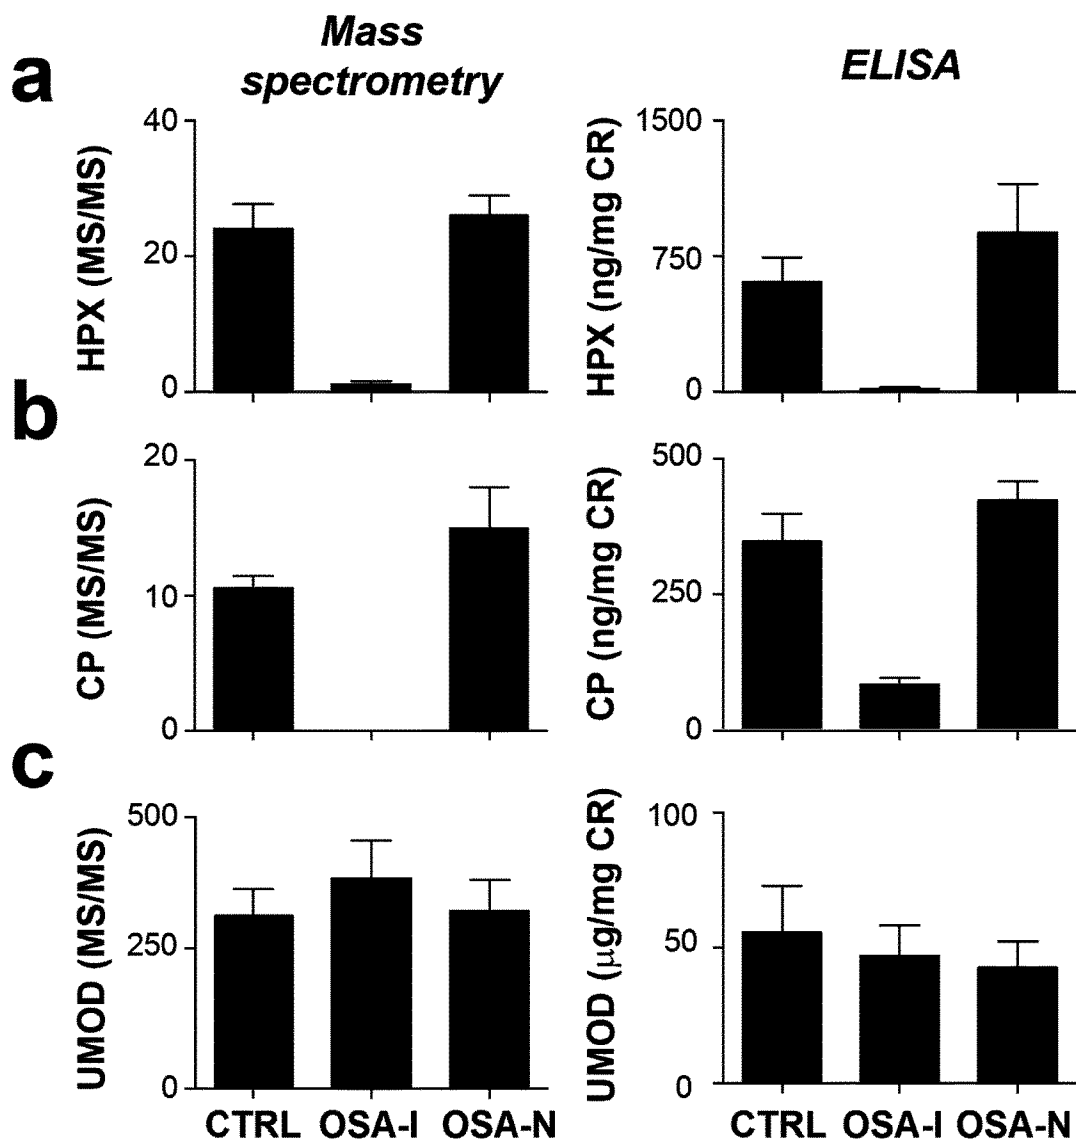 a
Mass
spectrometry
ELISA
HPX (MS/MS)
40
20
0
HPX (ng/mg CR)
1500
750
0
b
CP (MS/MS)
20
10
0
CP (ng/mg CR)
500
250
0
c
UMOD (MS/MS)
500
250
0
CTRL OSA-I OSA-N
UMOD (μg/mg CR)
100
50
0
CTRL OSA-I OSA-N